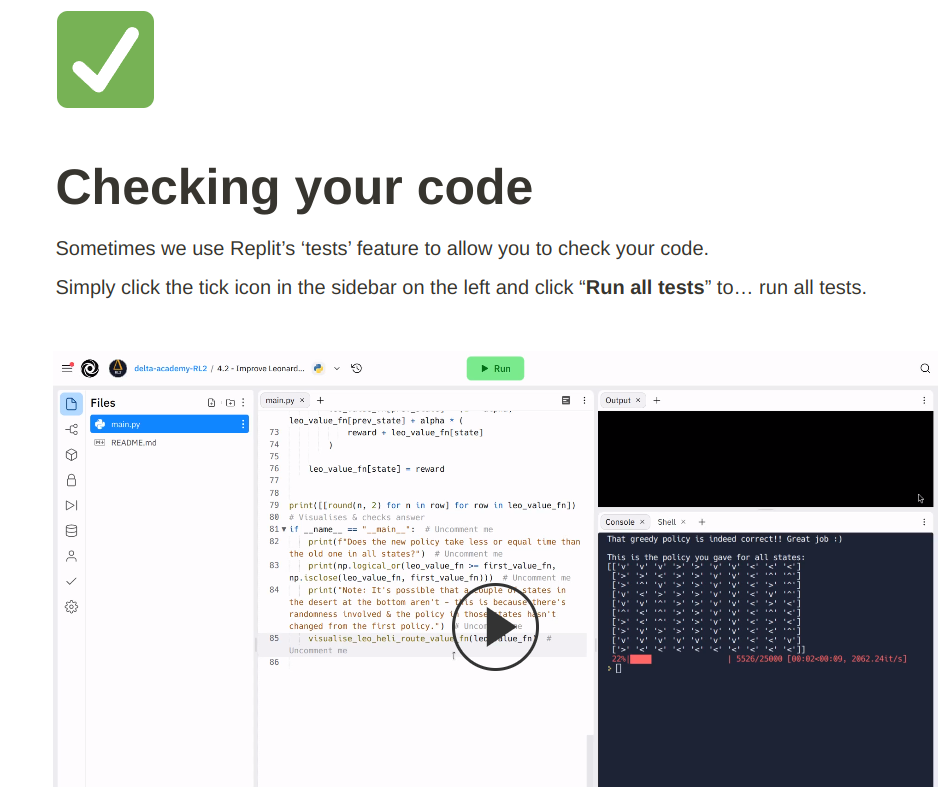 Checking your code
Sometimes we use Replit’s ‘tests’ feature to allow you to check your code.
Simply click the tick icon in the sidebar on the left and click “Run all tests” to… run all tests.
delta-academy-RL2 / 4.2 - Improve Leonard...
Run
Files
main.py
README.md
main.py
leo_value_fn[prev_state] + alpha * (
73 reward + leo_value_fn[state]
74 )
75
76 leo_value_fn[state] = reward
77
78
79 print([[round(n, 2) for n in row] for row in leo_value_fn])
80 # Visualises & checks answer
81 if __name__ == "__main__":  # Uncomment me
82 print(f"Does the new policy take less or equal time than
the old one in all states?")  # Uncomment me
83 print(np.logical_or(leo_value_fn >= first_value_fn,
np.isclose(leo_value_fn, first_value_fn)))  # Uncomment me
84 print("Note: It's possible that a couple of states in
the desert at the bottom aren't - this is because there's
randomness involved & the policy in those states hasn't
changed from the first policy.")  # Uncomment me
85 visualise_leo_heli_route_value_fn(leo_value_fn)  #
Uncomment me
86
Output
Console
Shell
That greedy policy is indeed correct!! Great job :)
This is the policy you gave for all states:
22%| | 5526/25000 [00:02<00:09, 2062.24it/s]